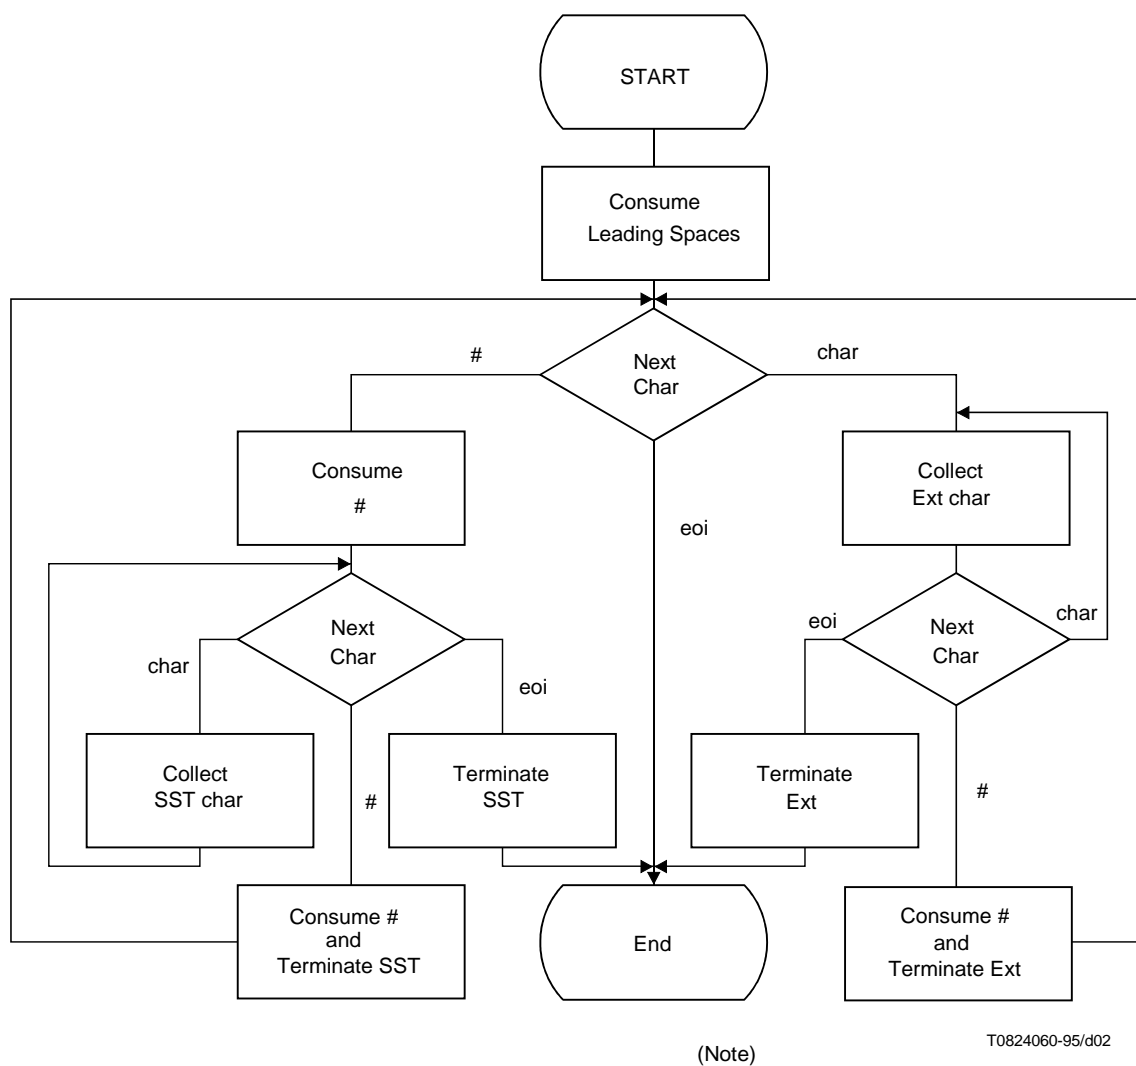 START
Consume
Leading Spaces
#
Next
Char
char
Consume
#
Collect
Ext char
eoi
Next
Char
char
eoi
eoi
Next
Char
char
Collect
SST char
#
Terminate
SST
Terminate
Ext
#
Consume #
and
Terminate SST
End
Consume #
and
Terminate Ext
T0824060-95/d02
(Note)